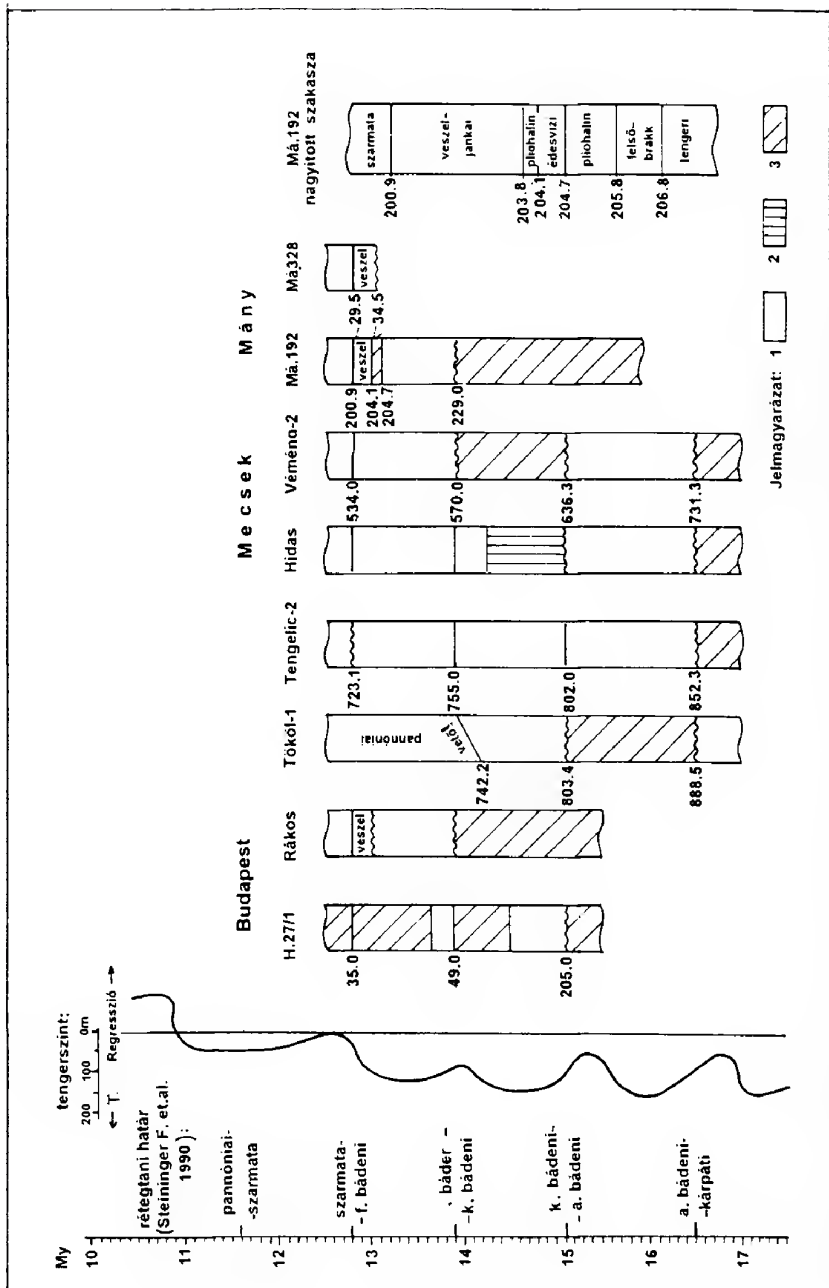 My
10
11
12
13
14
15
16
17
rétegtani határ
(Steininger F. et.al.
1990):
pannóniai-
-szarmata
szarmata-
-f. bádeni
. báder –
-k. bádeni
k. bádeni-
- a. bádeni
a. bádeni-
-kárpáti
tengerszint:
200 100 0m
← T. Regresszió →
Budapest
H.27/1
35.0
49.0
205.0
Rákos
veszel
Tököl-1
pannóniai
vető!
742.2
803.4
888.5
Tengelic-2
723.1
755.0
802.0
852.3
Mecsek
Hidas
Véménd-2
534.0
570.0
636.3
731.3
Mány
Má.192
veszel
200.9
204.1
204.7
229.0
Má.328
veszel
29.5
34.5
Má.192
nagyított szakasza
szarmata
200.9
veszel-
jankai
203.8
pliohalin
204.1
édesvízi
204.7
pliohalin
205.8
felső-
brakk
206.8
tengeri
Jelmagyarázat: 1 2 3